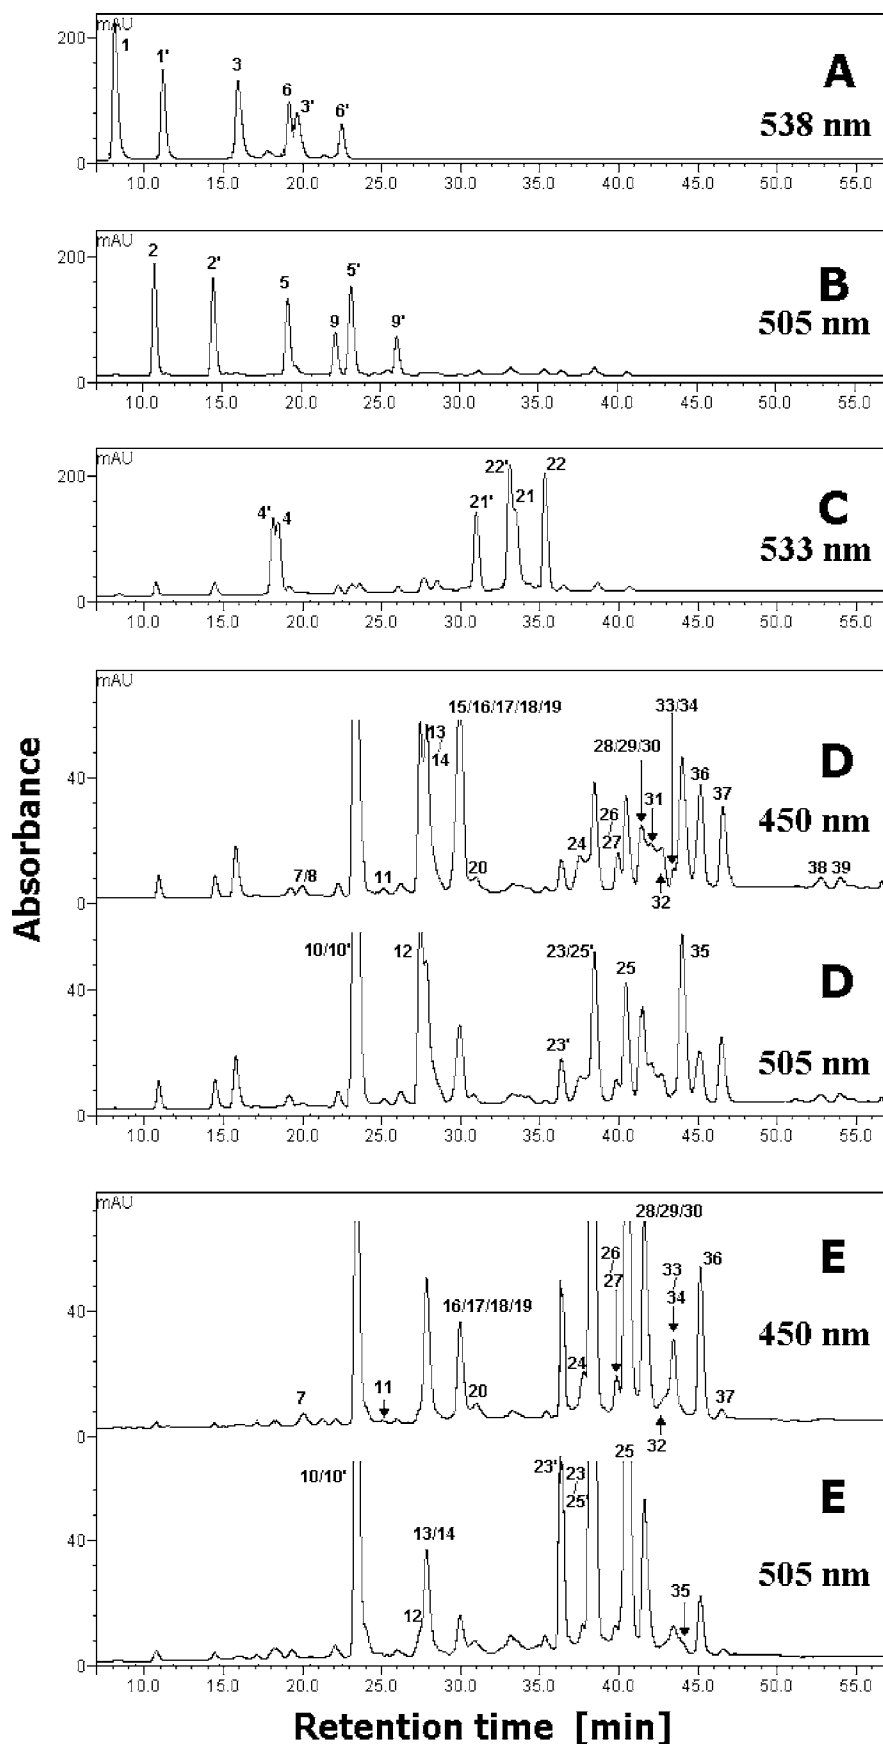 mAU
200
0
1
1'
3
6
3'
6'
A
538 nm
10.0 15.0 20.0 25.0 30.0 35.0 40.0 45.0 50.0 55.0
mAU
200
0
2
2'
5
9
5'
9'
B
505 nm
10.0 15.0 20.0 25.0 30.0 35.0 40.0 45.0 50.0 55.0
mAU
200
0
4'
4
21'
22'
21
22
C
533 nm
10.0 15.0 20.0 25.0 30.0 35.0 40.0 45.0 50.0 55.0
Absorbance
mAU
40
0
7/8
11
13
14
15/16/17/18/19
20
24
26
27
28/29/30
31
32
33/34
36
37
38
39
D
450 nm
40
0
10/10'
12
23'
23/25'
25
35
D
505 nm
10.0 15.0 20.0 25.0 30.0 35.0 40.0 45.0 50.0 55.0
mAU
40
0
7
11
16/17/18/19
20
24
26
27
28/29/30
32
33
34
36
37
E
450 nm
40
0
10/10'
12
13/14
23'
23
25'
25
35
E
505 nm
10.0 15.0 20.0 25.0 30.0 35.0 40.0 45.0 50.0 55.0
Retention time [min]